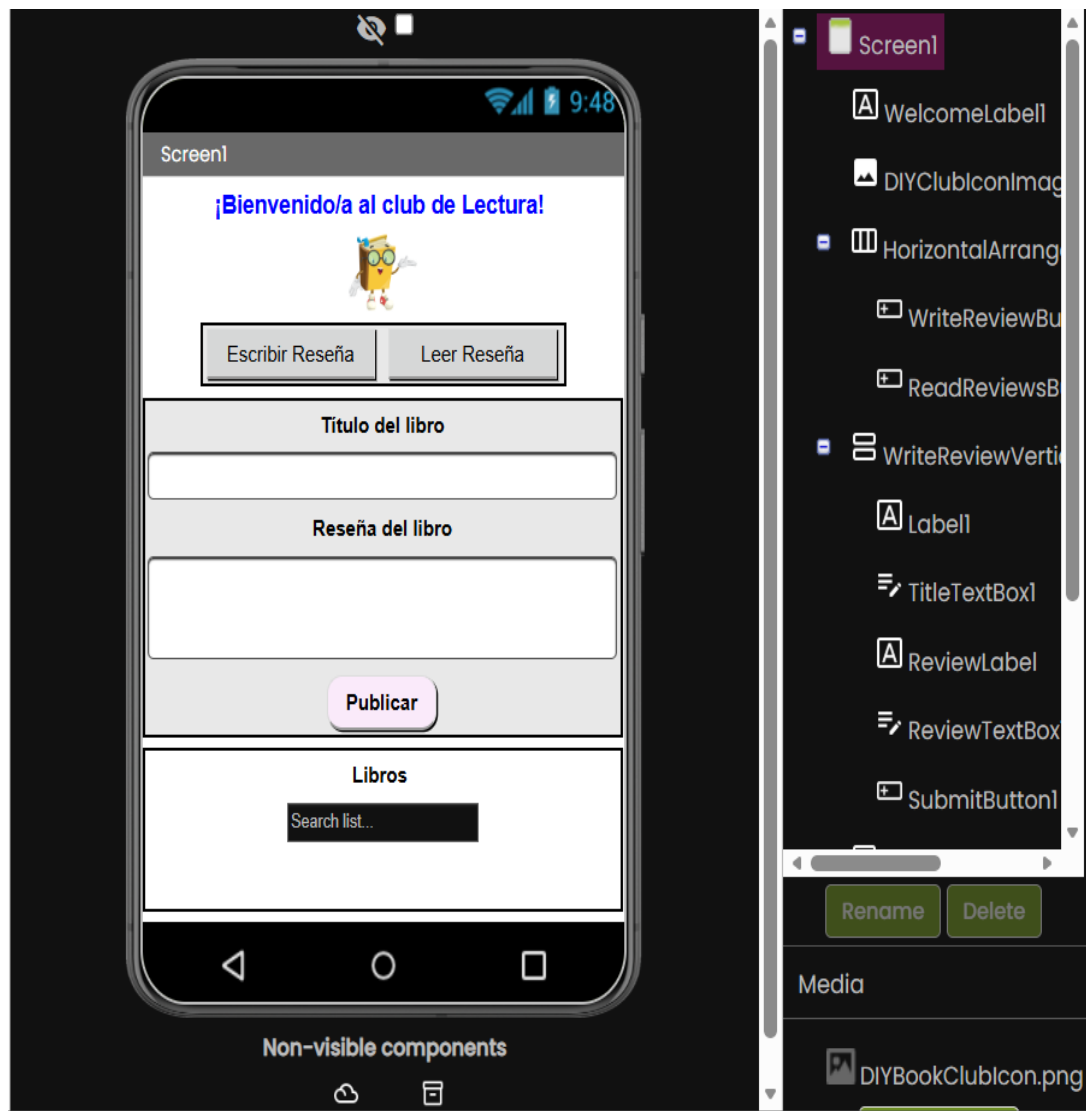 9:48
Screen1
¡Bienvenido/a al club de Lectura!
Escribir Reseña
Leer Reseña
Título del libro
Reseña del libro
Publicar
Libros
Search list...
Non-visible components
Screen1
WelcomeLabel1
DIYClubIconImag
HorizontalArrang
WriteReviewBu
ReadReviewsB
WriteReviewVerti
Label1
TitleTextBox1
ReviewLabel
ReviewTextBox
SubmitButton1
Rename
Delete
Media
DIYBookClubIcon.png